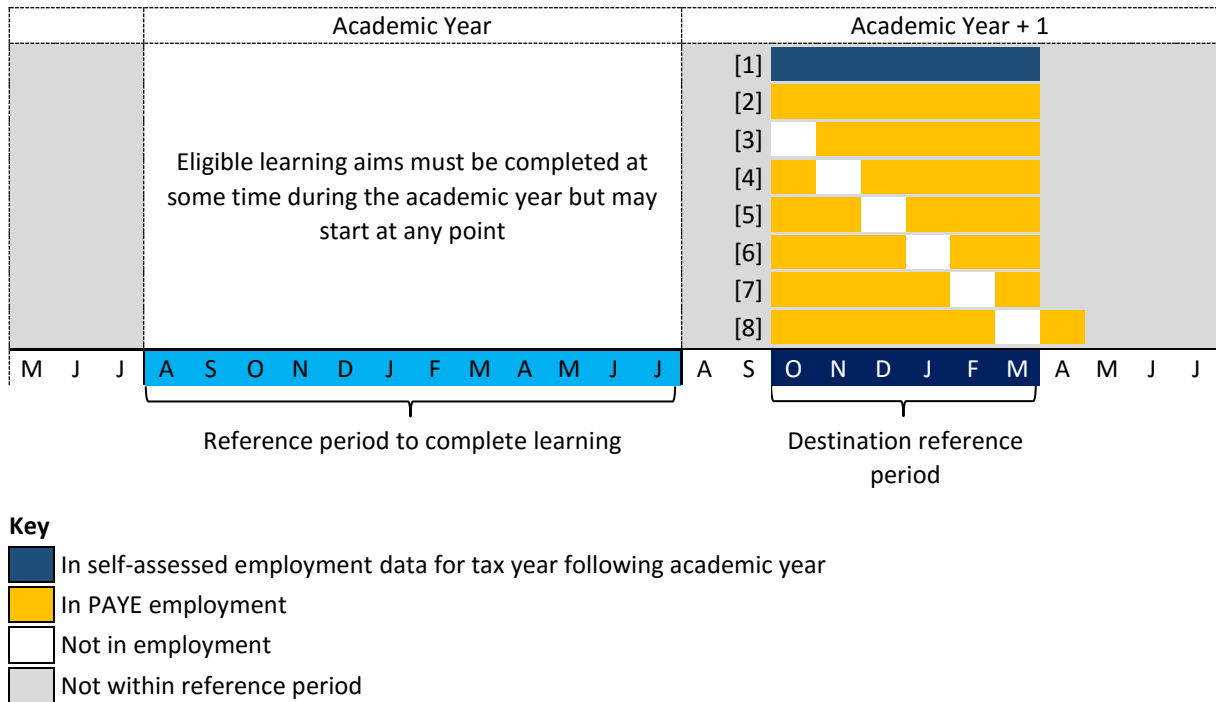 Academic Year
Academic Year + 1
[1]
[2]
[3]
[4]
[5]
[6]
[7]
[8]
Eligible learning aims must be completed at
some time during the academic year but may
start at any point
M J J A S O N D J F M A M J J A S O N D J F M A M J J
Reference period to complete learning
Destination reference
period
Key
In self-assessed employment data for tax year following academic year
In PAYE employment
Not in employment
Not within reference period